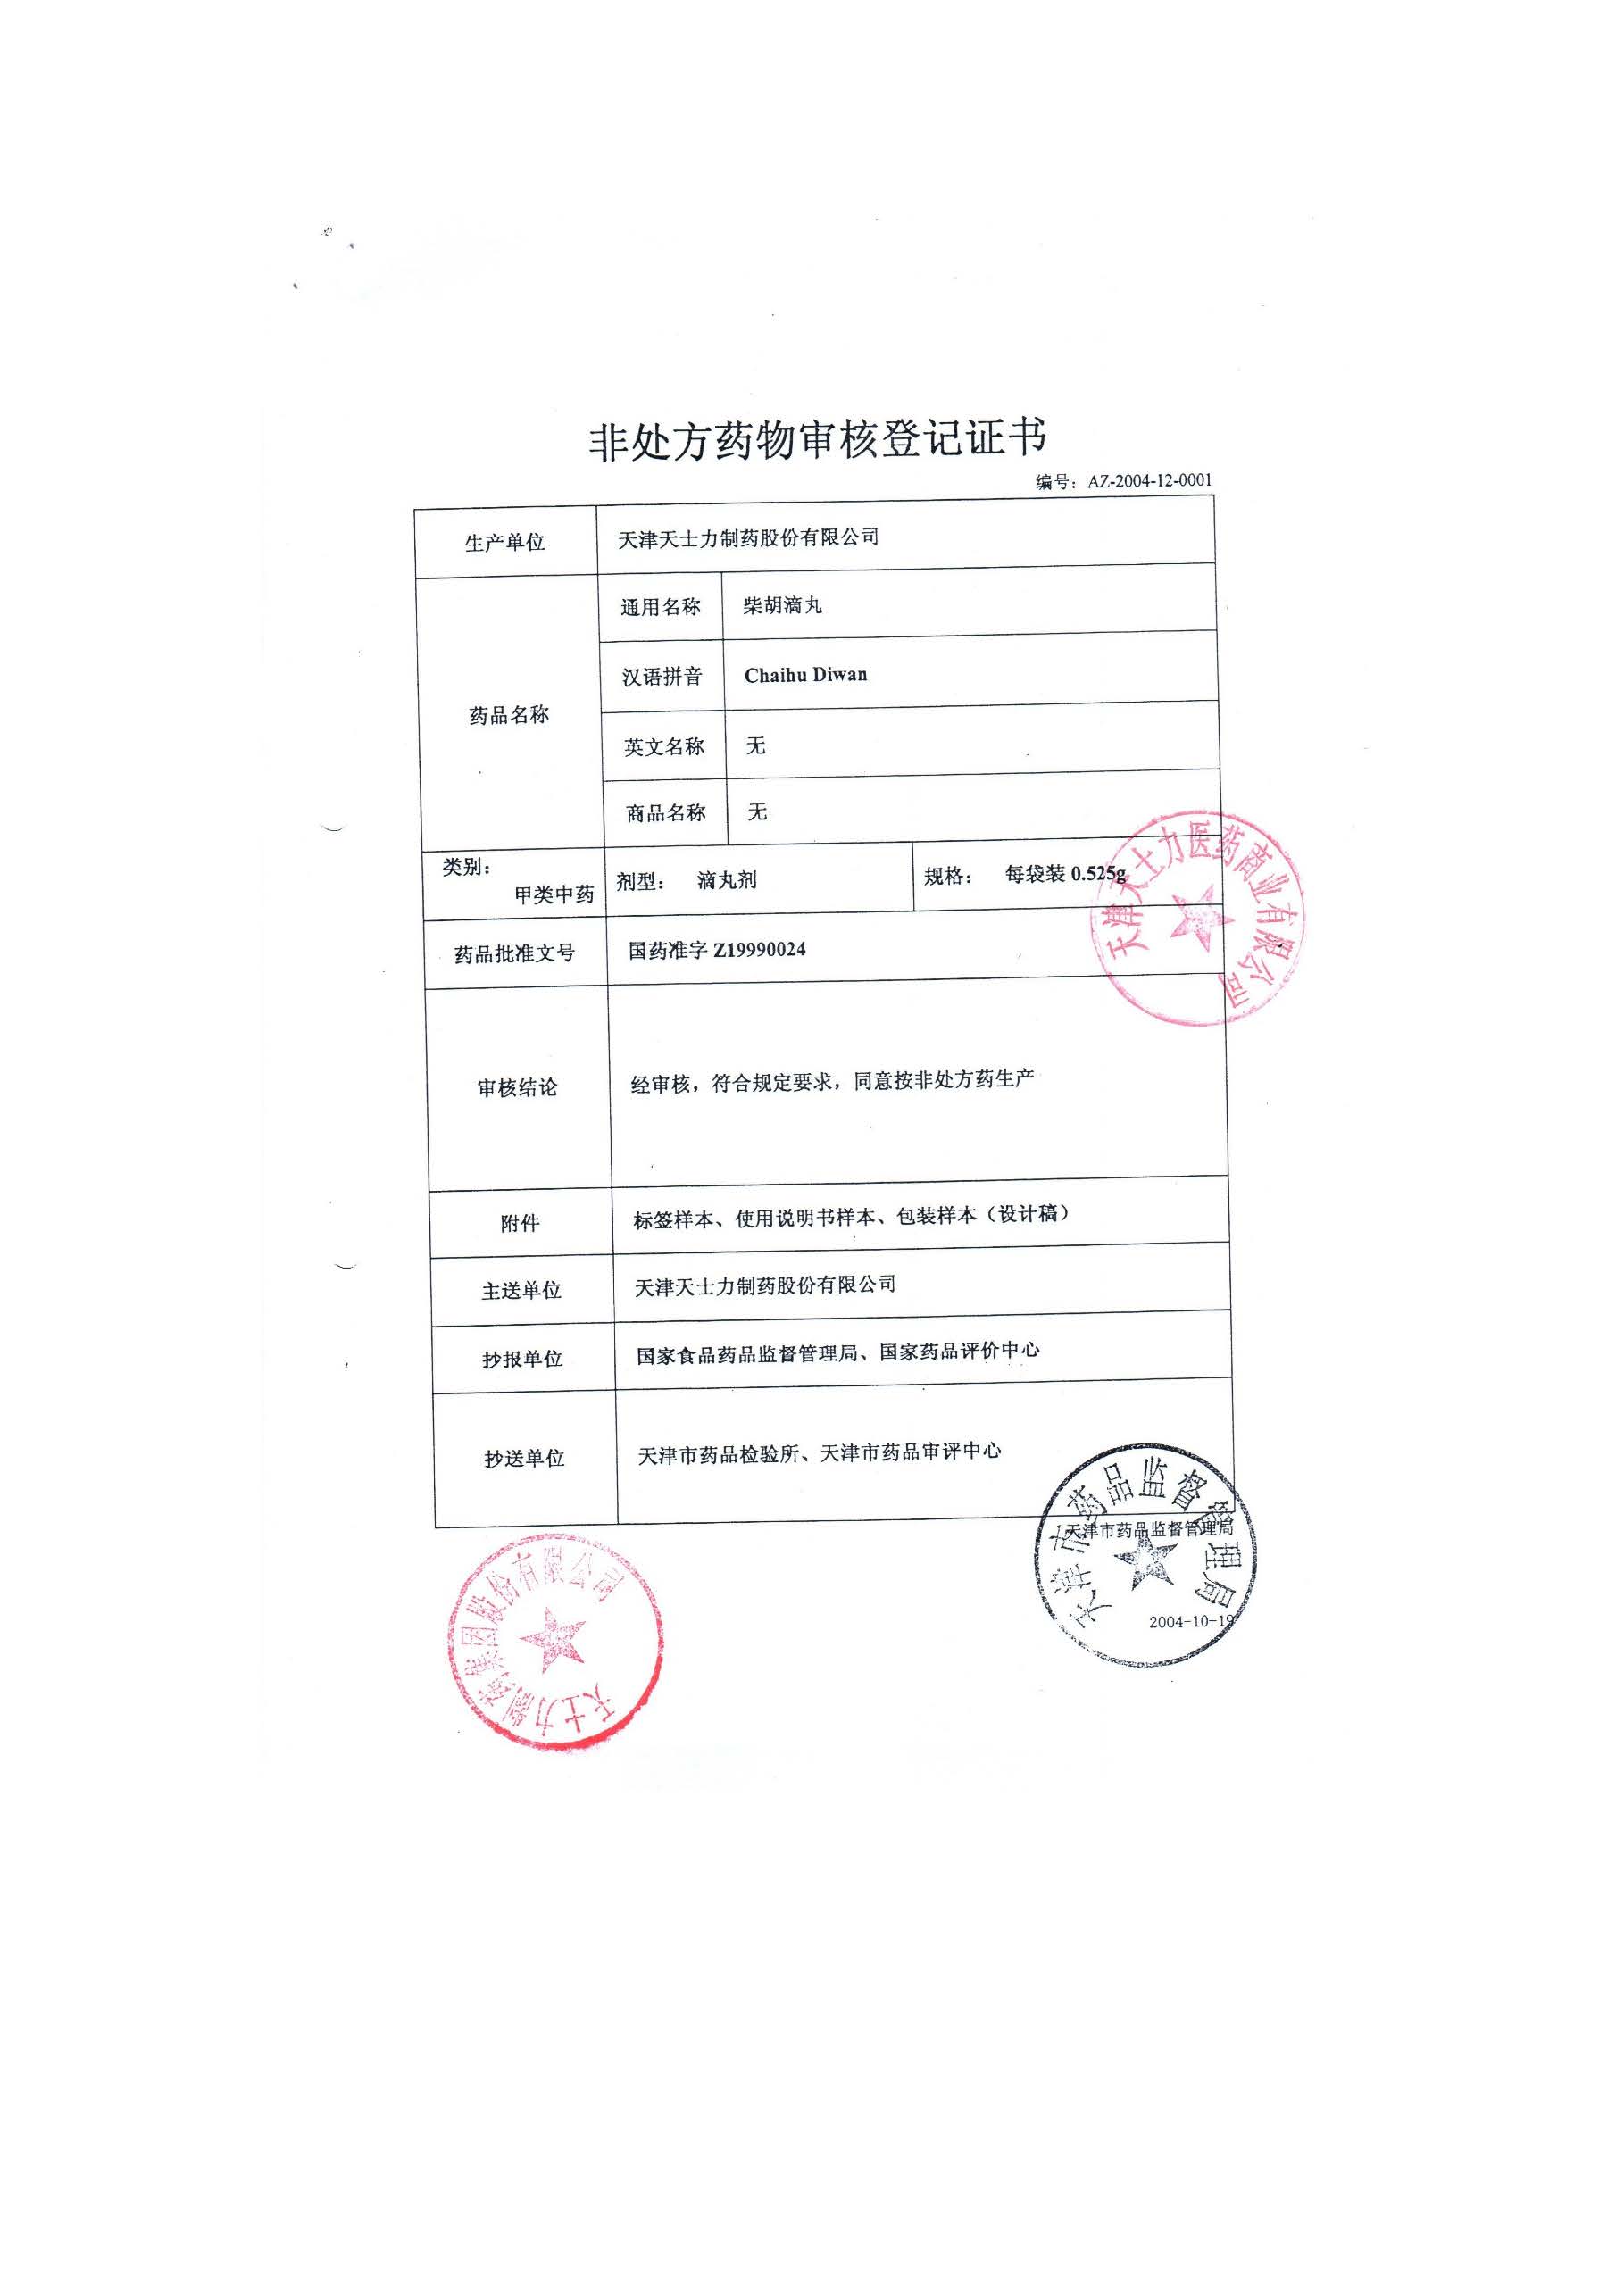 非处方药物审核登记证书
编号：AZ-2004-12-0001
生产单位
天津天士力制药股份有限公司
药品名称
通用名称
柴胡滴丸
汉语拼音
Chaihu Diwan
英文名称
无
商品名称
无
类别：
甲类中药
剂型： 滴丸剂
规格： 每袋装 0.525g
药品批准文号
国药准字 Z19990024
审核结论
经审核，符合规定要求，同意按非处方药生产
附件
标签样本、使用说明书样本、包装样本（设计稿）
主送单位
天津天士力制药股份有限公司
抄报单位
国家食品药品监督管理局、国家药品评价中心
抄送单位
天津市药品检验所、天津市药品审评中心
天津市药品监督管理局
2004-10-19
天津天士力医药商业有限公司
天津市药品监督管理局
天士力制药集团股份有限公司